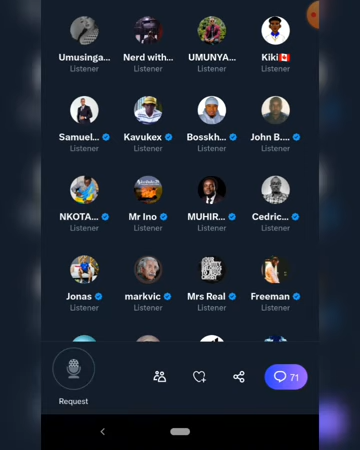 Umusinga... Nerd with... UMUNYA... Kiki🇨🇦
Listener Listener Listener Listener
Samuel... Kavukex Bosskh... John B....
Listener Listener Listener Listener
NKOTA... Mr Ino MUHIR... Cedric...
Listener Listener Listener Listener
Jonas markvic Mrs Real Freeman
Listener Listener Listener Listener
71
Request